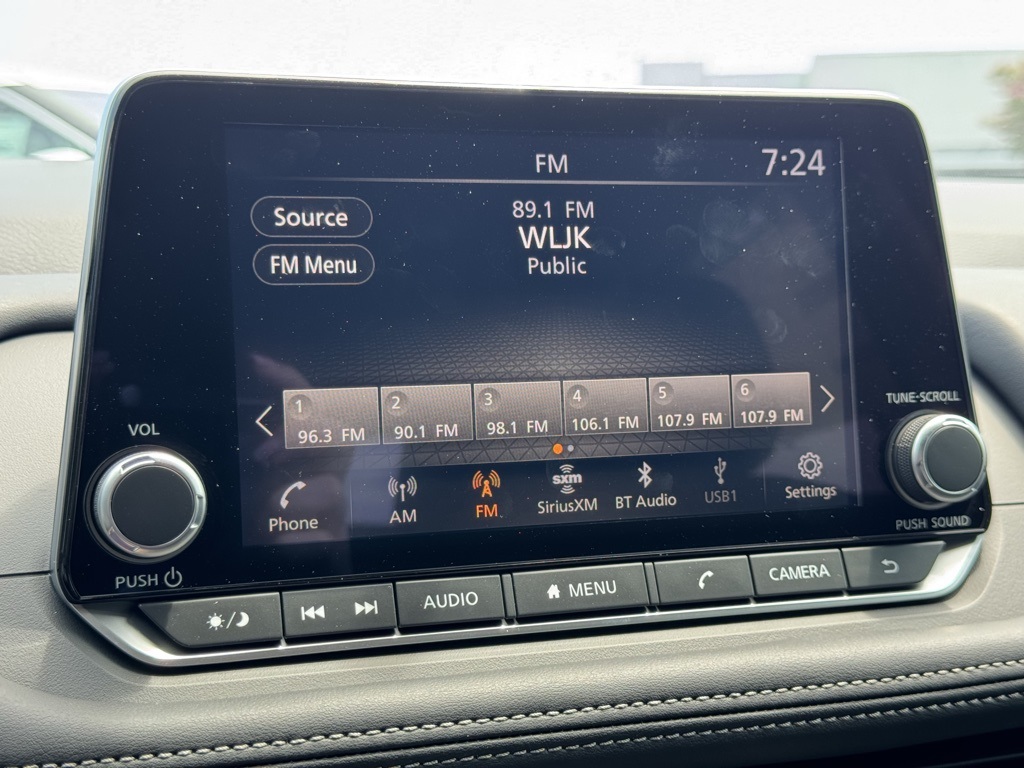 FM 7:24
Source
FM Menu
89.1 FM
WLJK
Public
1 2 3 4 5 6
96.3 FM 90.1 FM 98.1 FM 106.1 FM 107.9 FM 107.9 FM
Phone AM FM sxm SiriusXM BT Audio USB1 Settings
VOL
PUSH
TUNE·SCROLL
PUSH SOUND
AUDIO MENU CAMERA